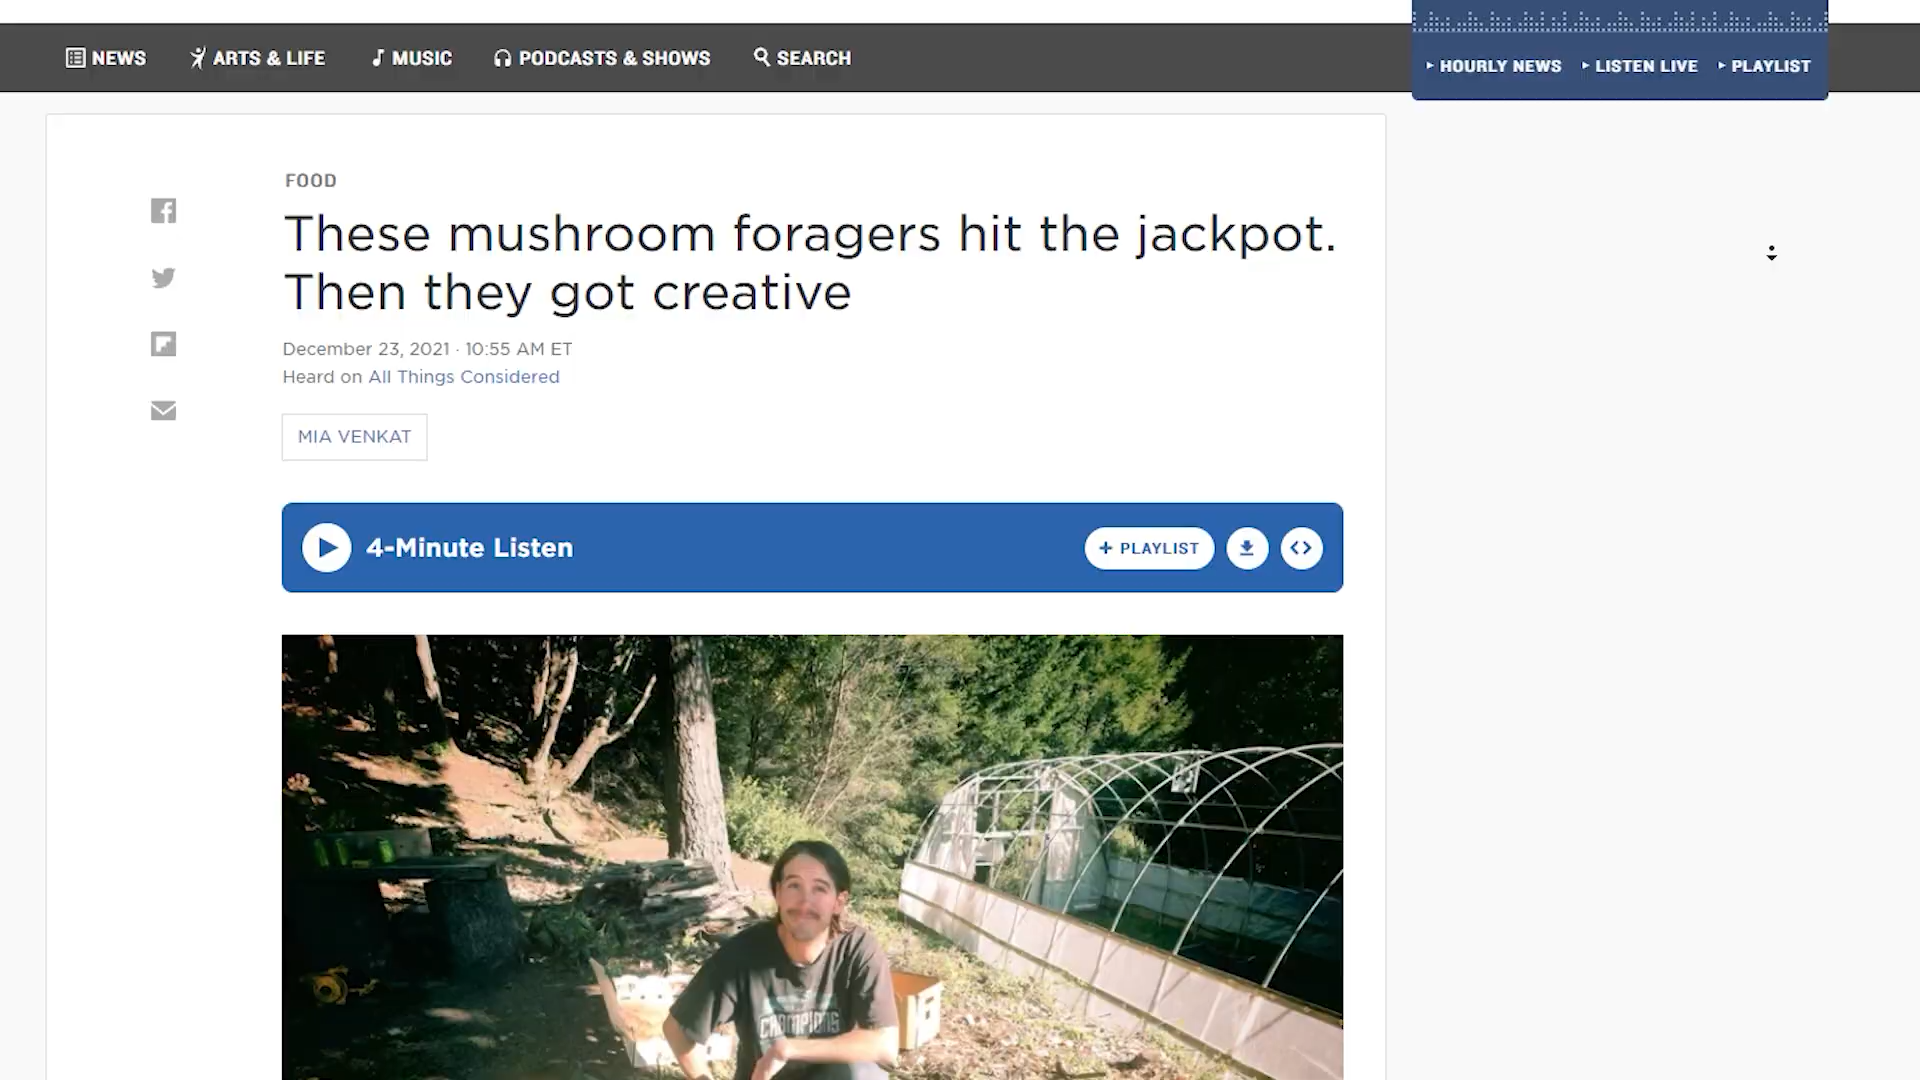 NEWS
ARTS & LIFE
MUSIC
PODCASTS & SHOWS
SEARCH
HOURLY NEWS
LISTEN LIVE
PLAYLIST
FOOD
These mushroom foragers hit the jackpot.
Then they got creative
December 23, 2021 · 10:55 AM ET
Heard on All Things Considered
MIA VENKAT
4-Minute Listen
+ PLAYLIST
CHAMPIONS